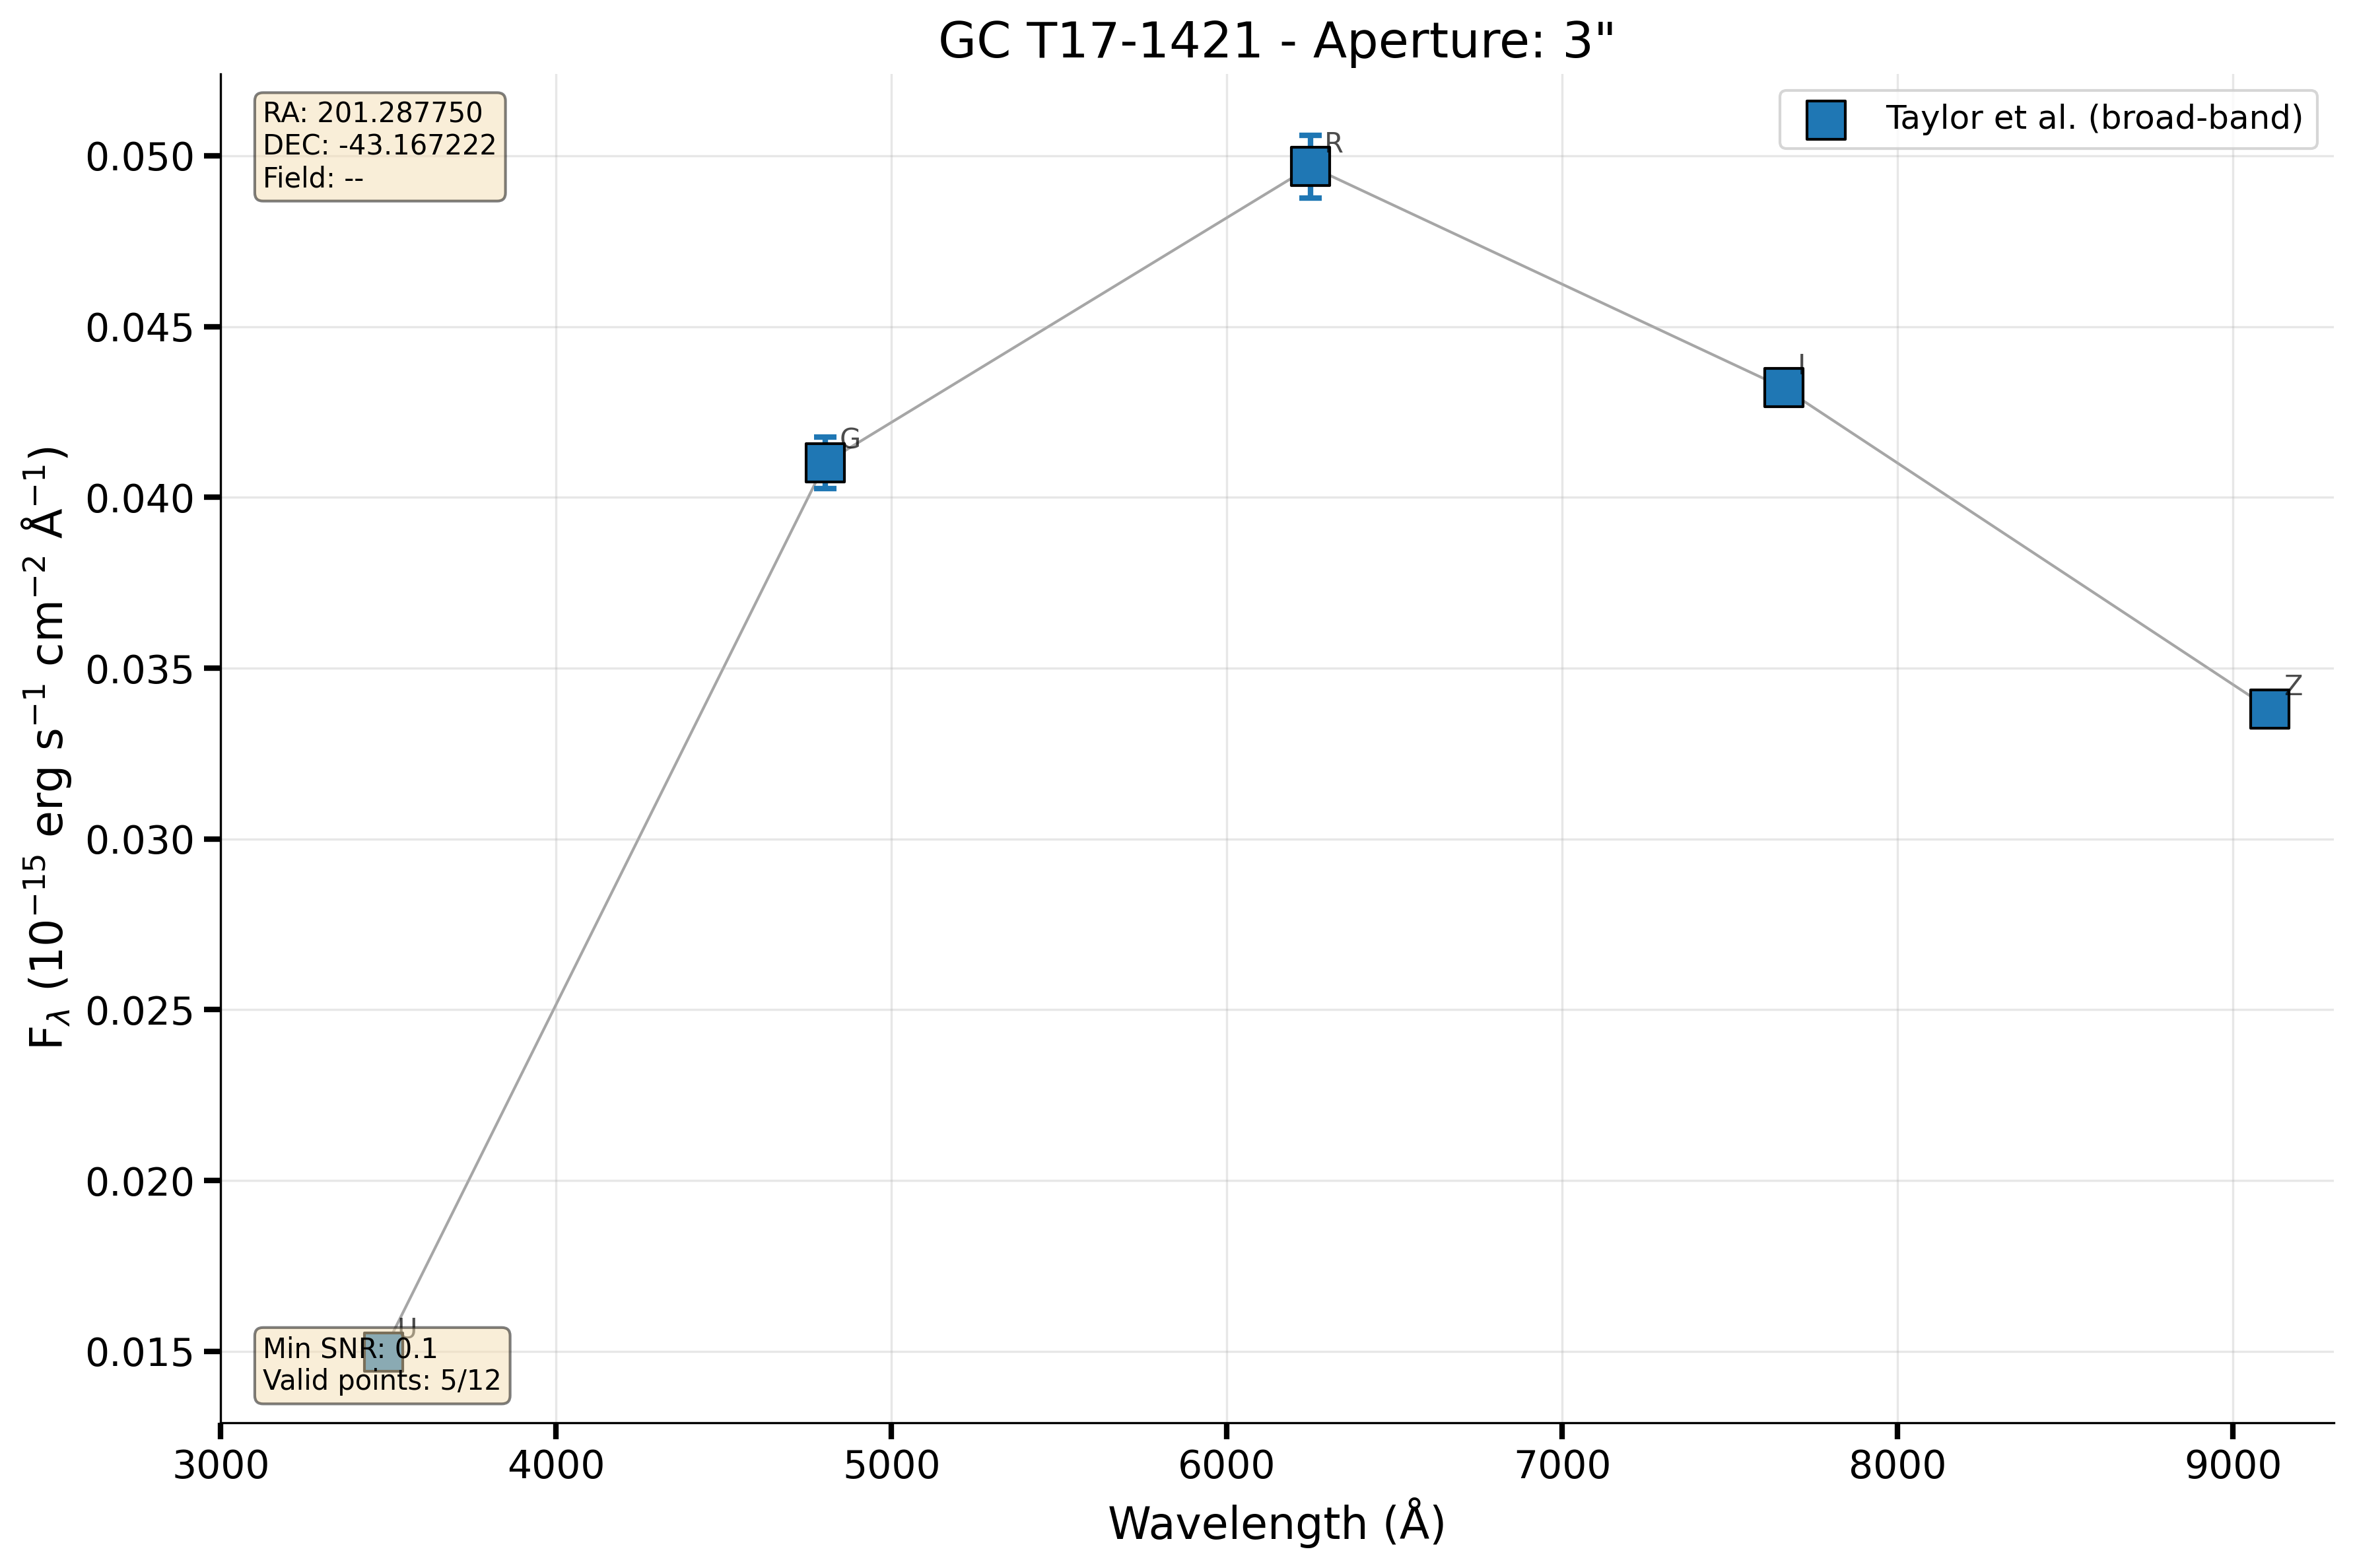 GC T17-1421 - Aperture: 3"
RA: 201.287750
DEC: -43.167222
Field: --
Taylor et al. (broad-band)
R
G
I
Z
U
Min SNR: 0.1
Valid points: 5/12
0.050
0.045
0.040
0.035
0.030
0.025
0.020
0.015
F_λ (10⁻¹⁵ erg s⁻¹ cm⁻² Å⁻¹)
3000 4000 5000 6000 7000 8000 9000
Wavelength (Å)